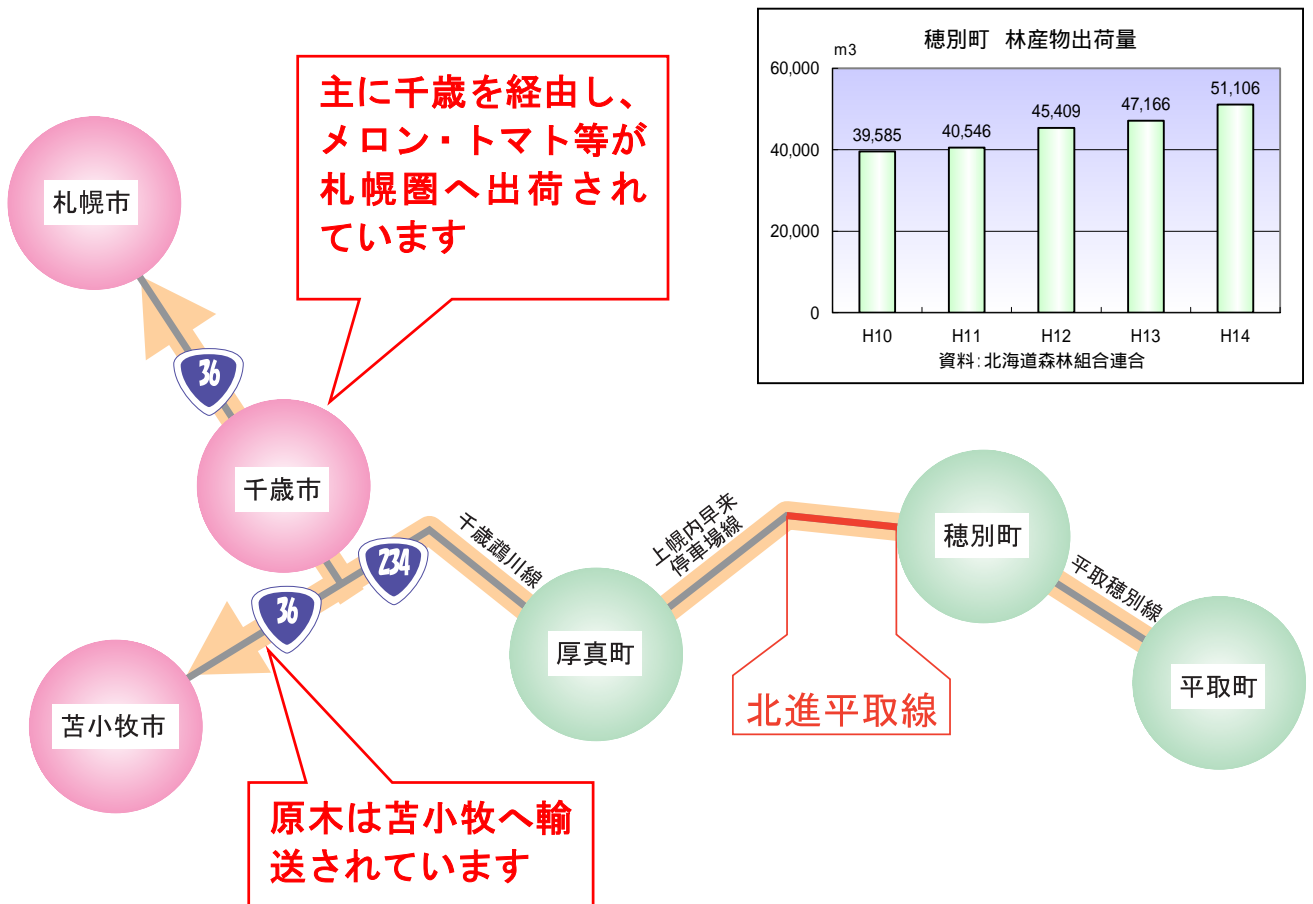 穂別町 林産物出荷量
m3
60,000
40,000
20,000
0
39,585
40,546
45,409
47,166
51,106
H10
H11
H12
H13
H14
資料:北海道森林組合連合
主に千歳を経由し、
メロン・トマト等が
札幌圏へ出荷され
ています
札幌市
36
千歳市
234
36
千歳鵡川線
苫小牧市
原木は苫小牧へ輸
送されています
厚真町
上幌内早来
停車場線
北進平取線
穂別町
平取穂別線
平取町